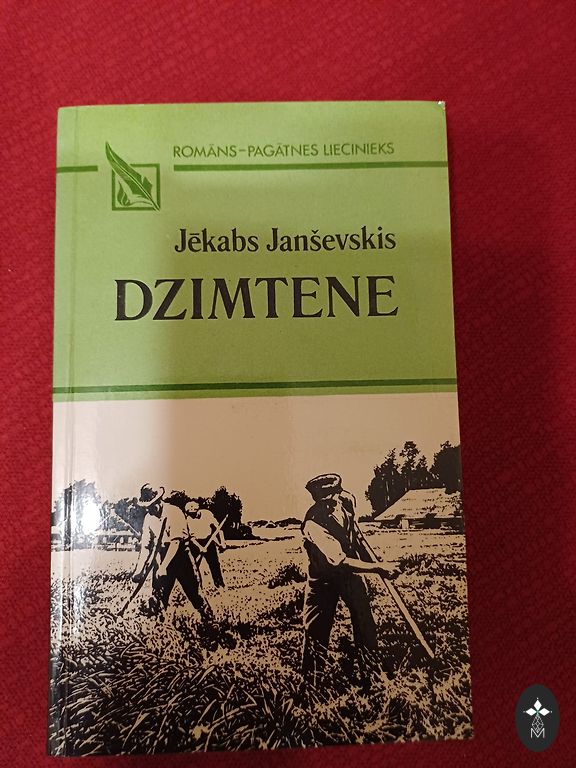 ROMĀNS-PAGĀTNES LIECINIEKS
Jēkabs Janševskis
DZIMTENE